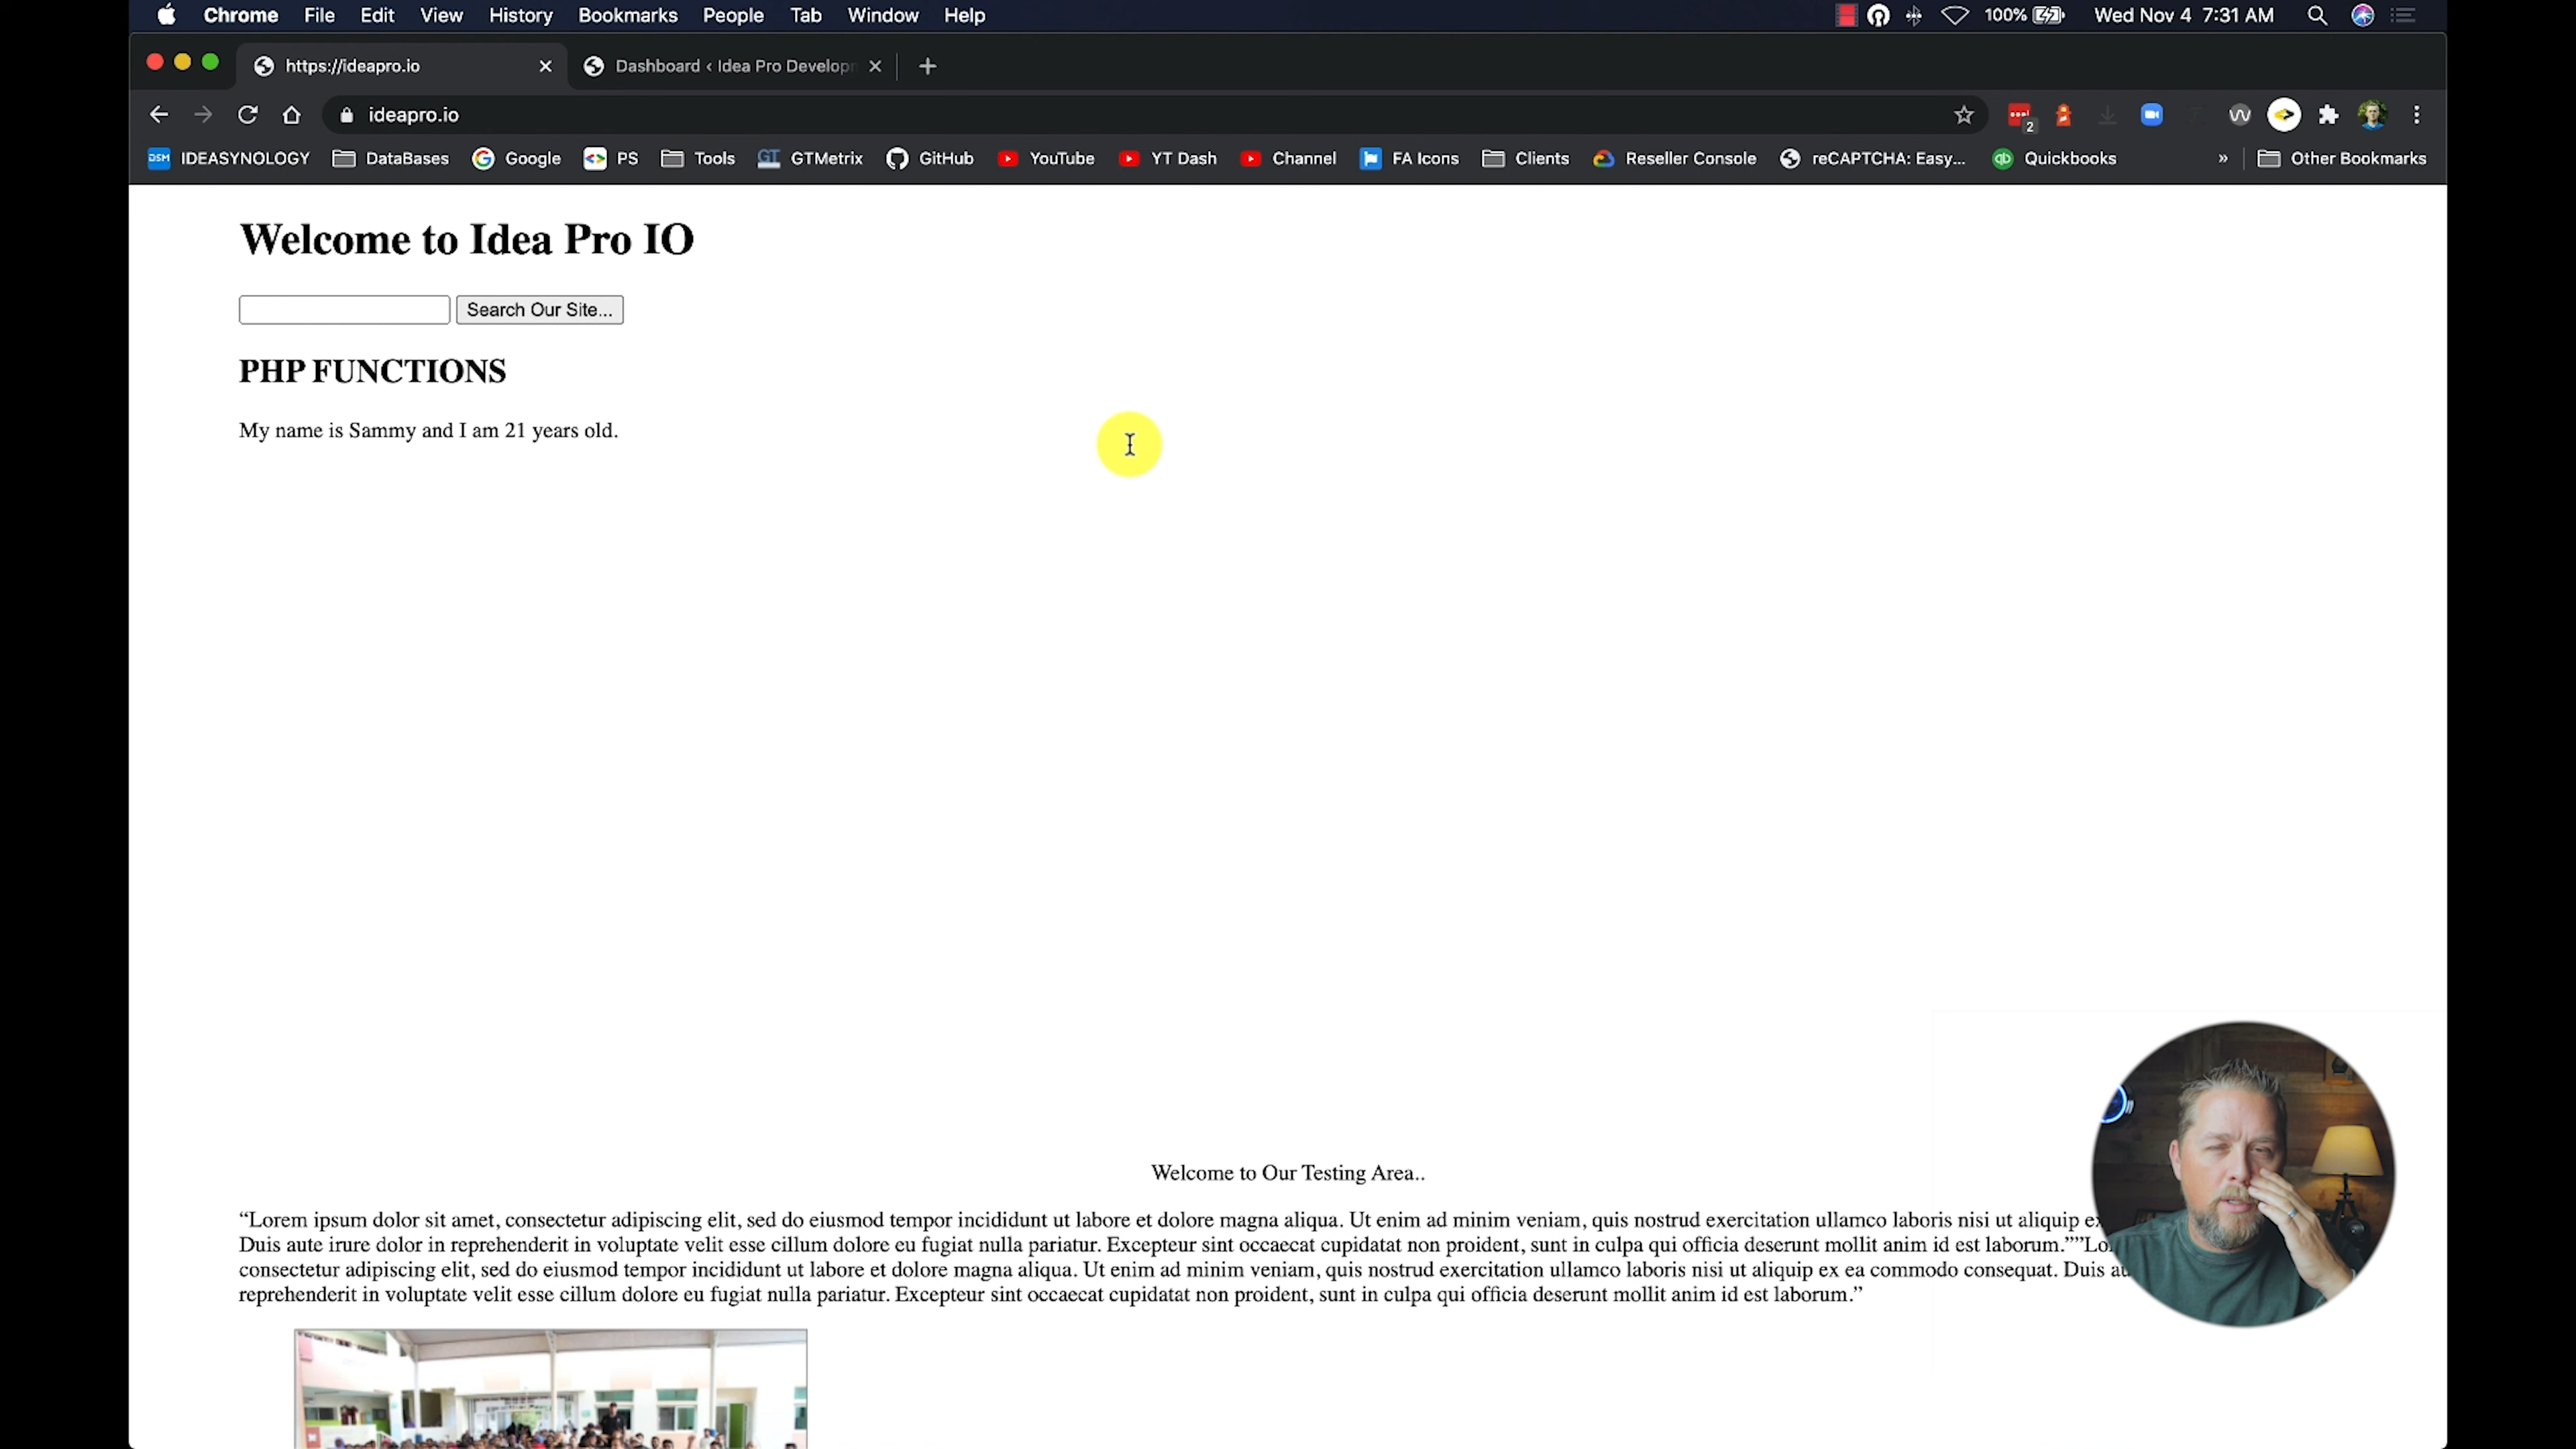 Chrome File Edit View History Bookmarks People Tab Window Help 100% Wed Nov 4 7:31 AM
https://ideapro.io Dashboard ‹ Idea Pro Develop
ideapro.io 2
DSM IDEASYNOLOGY DataBases Google PS Tools GT GTMetrix GitHub YouTube YT Dash Channel FA Icons Clients Reseller Console reCAPTCHA: Easy... qb Quickbooks » Other Bookmarks
Welcome to Idea Pro IO
Search Our Site...
PHP FUNCTIONS
My name is Sammy and I am 21 years old.
Welcome to Our Testing Area..
“Lorem ipsum dolor sit amet, consectetur adipiscing elit, sed do eiusmod tempor incididunt ut labore et dolore magna aliqua. Ut enim ad minim veniam, quis nostrud exercitation ullamco laboris nisi ut aliquip
Duis aute irure dolor in reprehenderit in voluptate velit esse cillum dolore eu fugiat nulla pariatur. Excepteur sint occaecat cupidatat non proident, sunt in culpa qui officia deserunt mollit anim id est laborum.””
consectetur adipiscing elit, sed do eiusmod tempor incididunt ut labore et dolore magna aliqua. Ut enim ad minim veniam, quis nostrud exercitation ullamco laboris nisi ut aliquip ex ea commodo consequat. Duis
reprehenderit in voluptate velit esse cillum dolore eu fugiat nulla pariatur. Excepteur sint occaecat cupidatat non proident, sunt in culpa qui officia deserunt mollit anim id est laborum.”